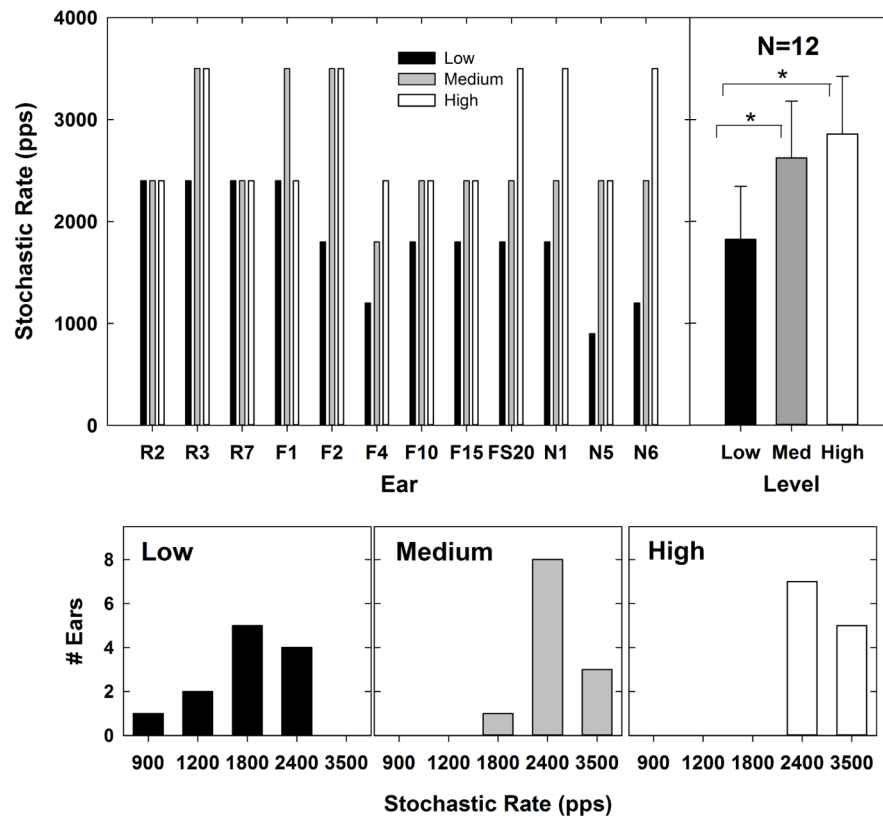 4000
3000
2000
1000
0
Stochastic Rate (pps)
Low
Medium
High
R2 R3 R7 F1 F2 F4 F10 F15 FS20 N1 N5 N6
Ear
N=12
*
*
Low Med High
Level
8
6
4
2
0
# Ears
Low
900 1200 1800 2400 3500
Medium
900 1200 1800 2400 3500
High
900 1200 1800 2400 3500
Stochastic Rate (pps)